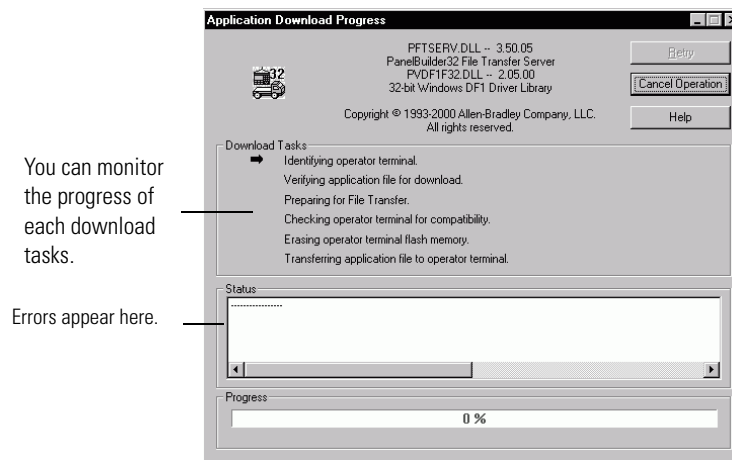 Application Download Progress
PFTSERV.DLL -- 3.50.05
PanelBuilder32 File Transfer Server
PVDF1F32.DLL -- 2.05.00
32-bit Windows DF1 Driver Library
32
Copyright © 1993-2000 Allen-Bradley Company, LLC.
All rights reserved.
Retry
Cancel Operation
Help
You can monitor
the progress of
each download
tasks.
Download Tasks
Identifying operator terminal.
Verifying application file for download.
Preparing for File Transfer.
Checking operator terminal for compatibility.
Erasing operator terminal flash memory.
Transferring application file to operator terminal.
Errors appear here.
Status
-----------------
Progress
0 %